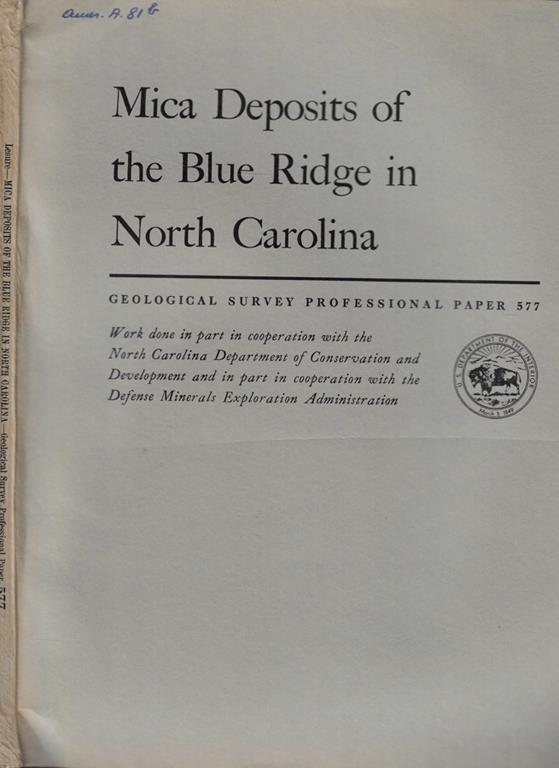 Amer. A. 81 b
Mica Deposits of
the Blue Ridge in
North Carolina
GEOLOGICAL SURVEY PROFESSIONAL PAPER 577
Work done in part in cooperation with the
North Carolina Department of Conservation and
Development and in part in cooperation with the
Defense Minerals Exploration Administration
U.S. DEPARTMENT OF THE INTERIOR
March 3, 1849
Lesure—MICA DEPOSITS OF THE BLUE RIDGE IN NORTH CAROLINA—Geological Survey Professional Paper 577